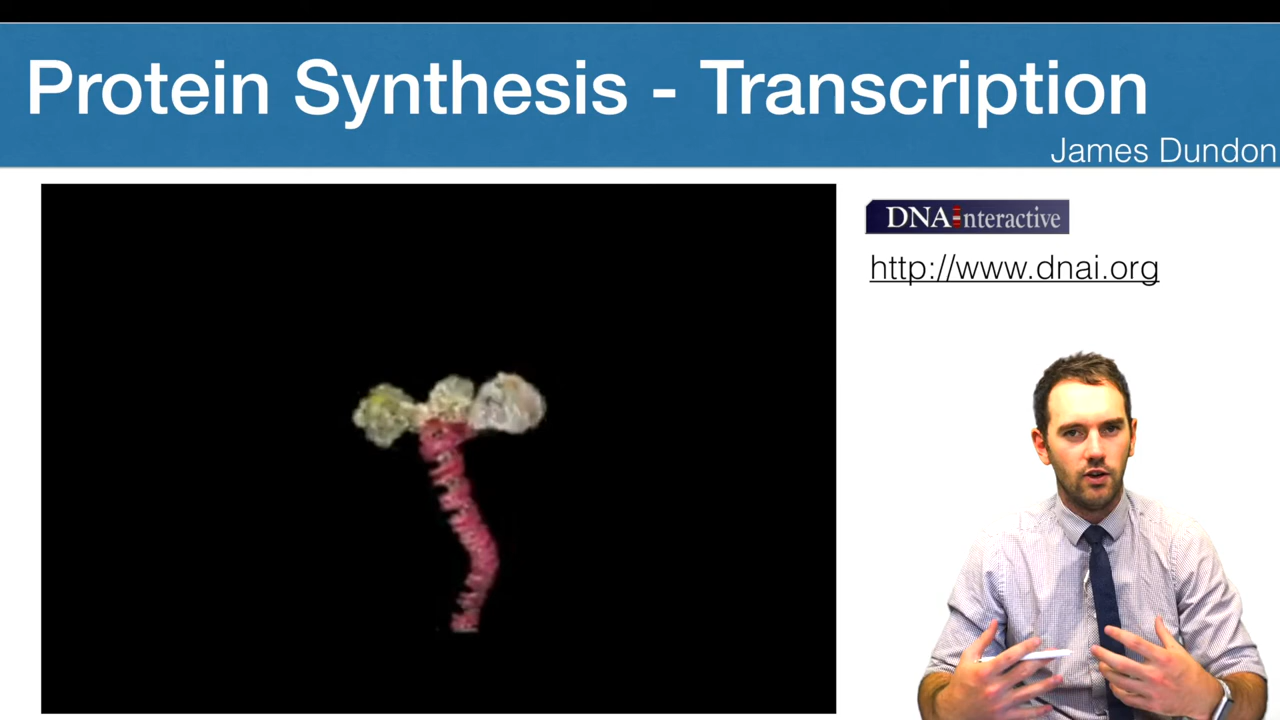 Protein Synthesis - Transcription
James Dundon
DNA interactive
http://www.dnai.org